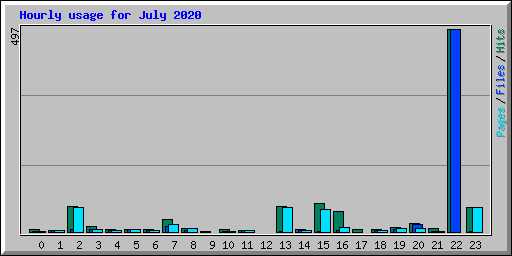 Hourly usage for July 2020
497
Pages/Files/Hits
0 1 2 3 4 5 6 7 8 9 10 11 12 13 14 15 16 17 18 19 20 21 22 23